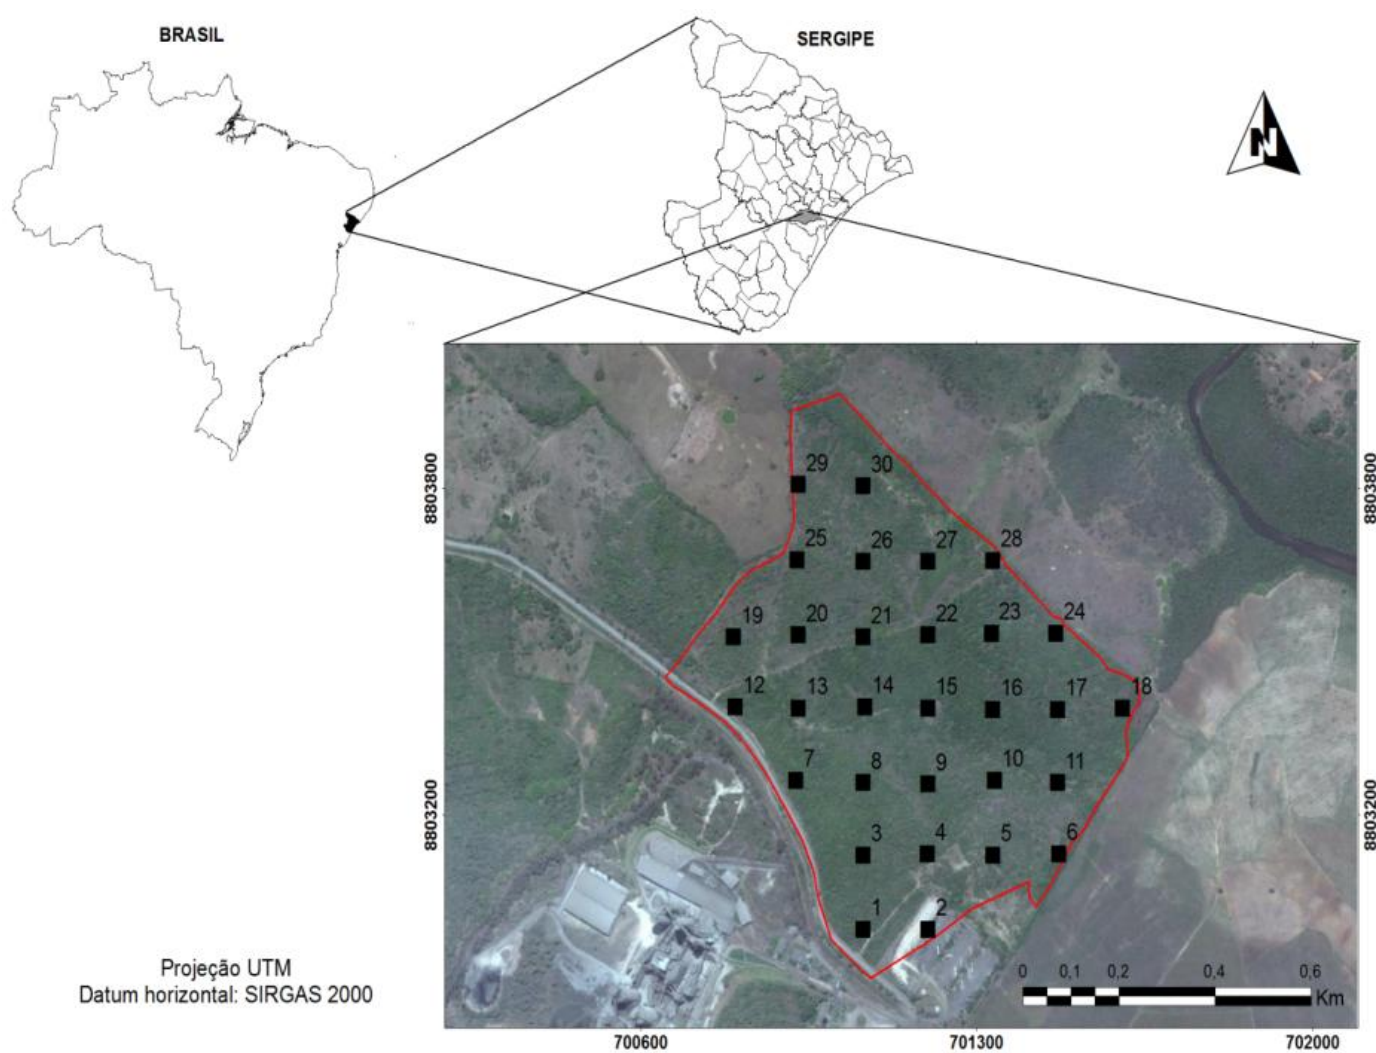 BRASIL
SERGIPE
N
8803800
8803800
29 30
25 26 27 28
19 20 21 22 23 24
12 13 14 15 16 17 18
7 8 9 10 11
8803200
8803200
3 4 5 6
1 2
Projeção UTM
Datum horizontal: SIRGAS 2000
0 0,1 0,2 0,4 0,6
Km
700600 701300 702000